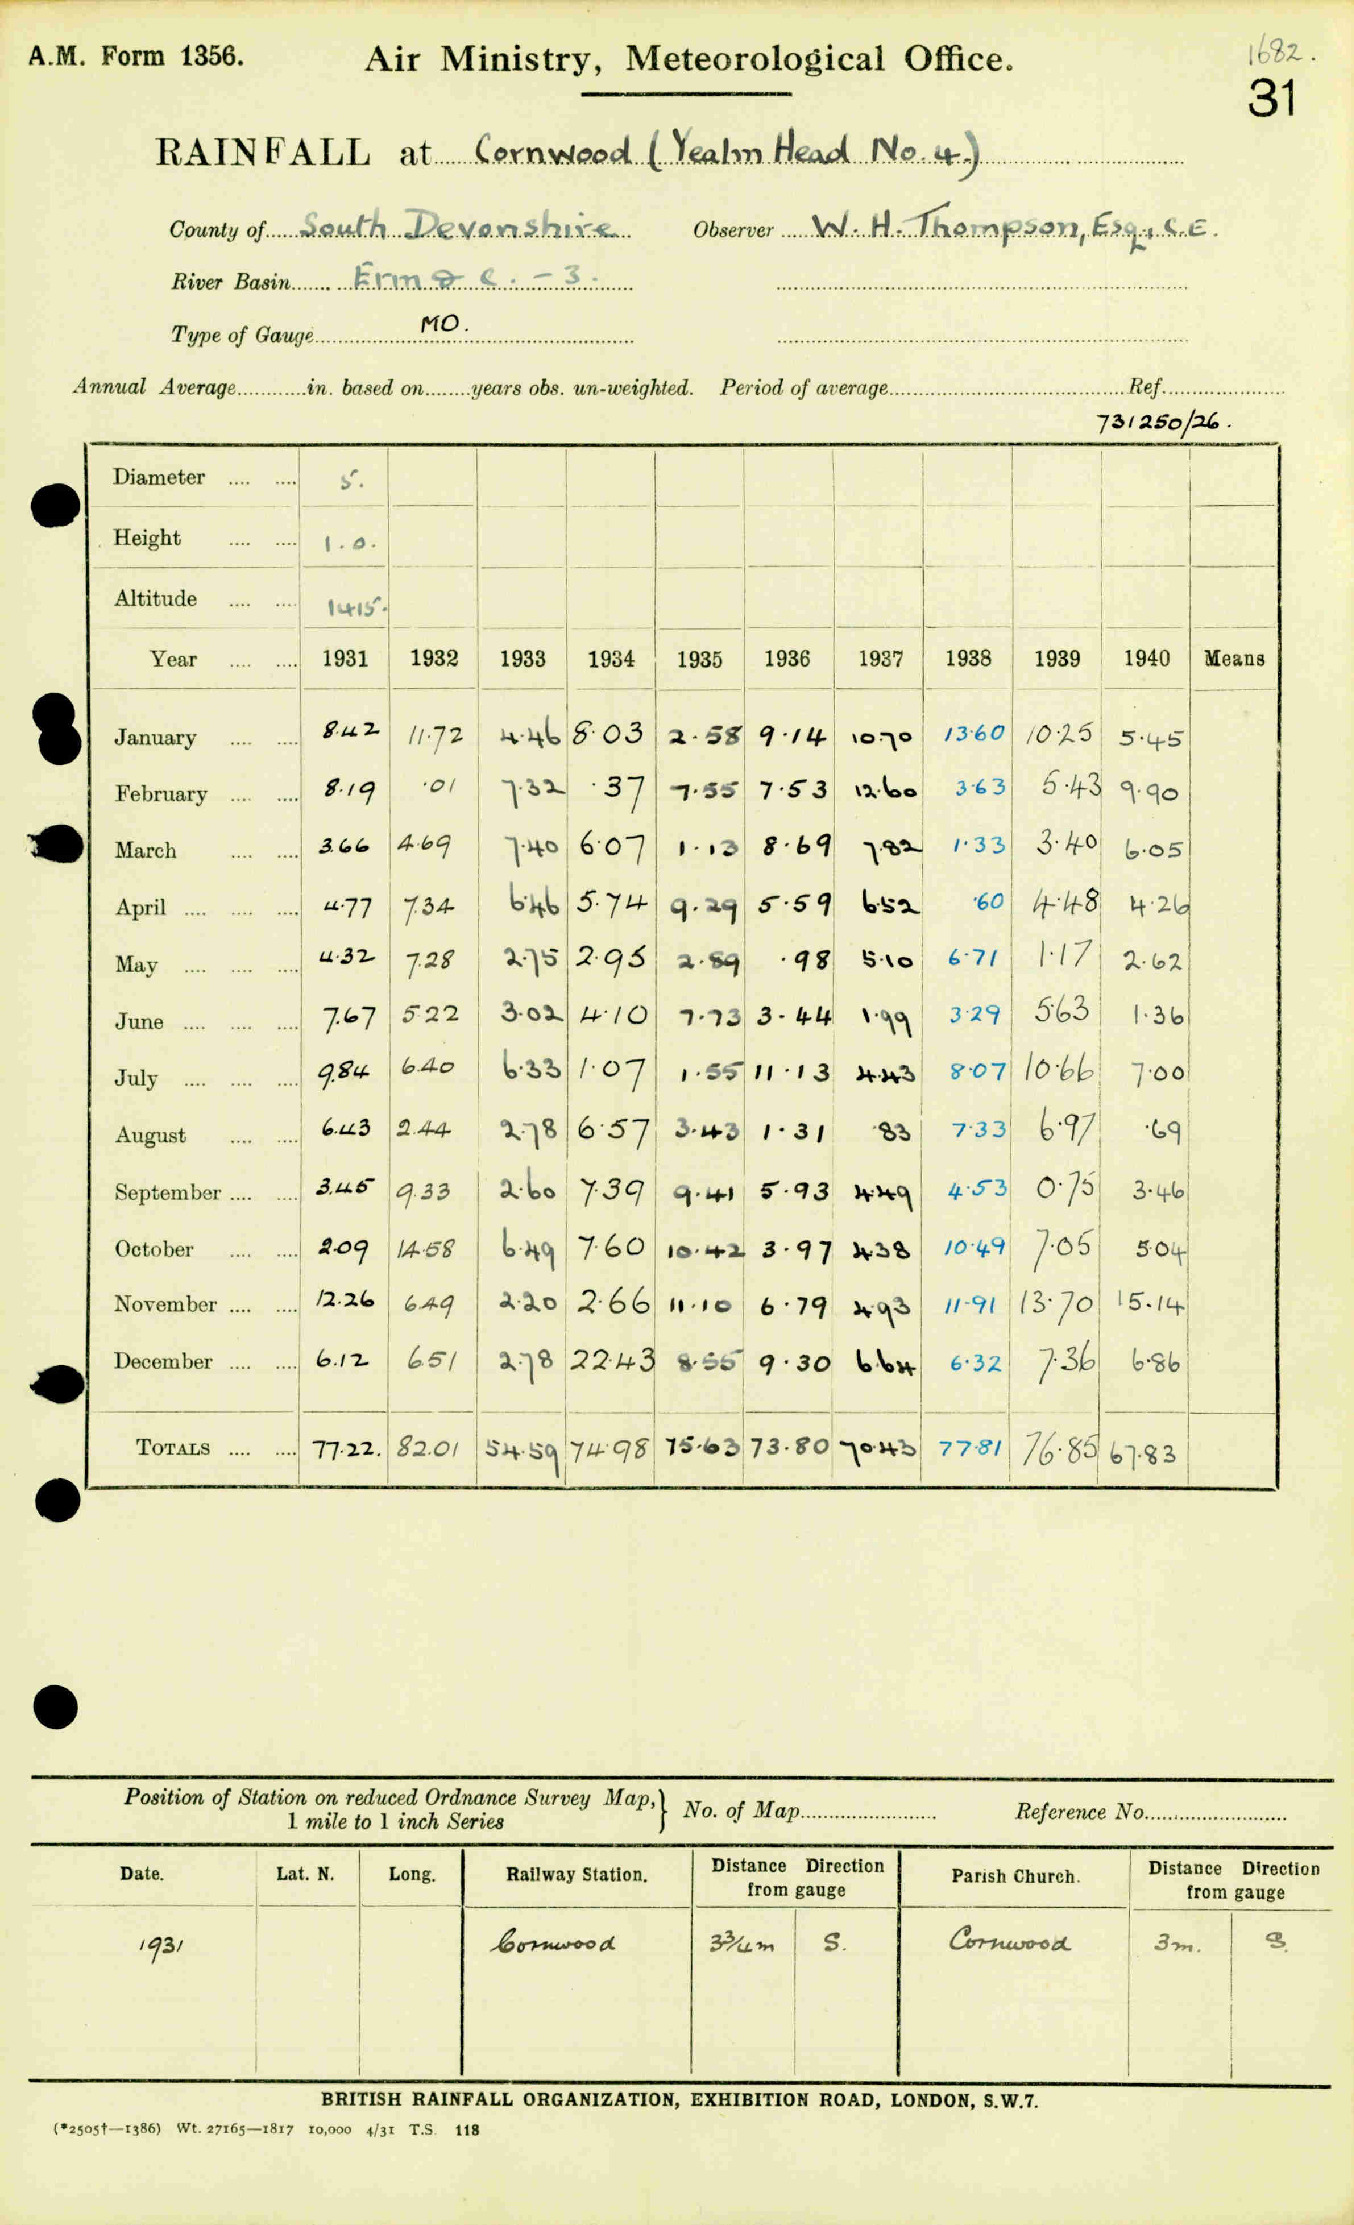 A.M. Form 1356. Air Ministry, Meteorological Office. 1682.
31
RAINFALL at Cornwood (Yealm Head No. 4.)
County of South Devonshire Observer W. H. Thompson, Esq., C.E.
River Basin Erm & c. - 3.
Type of Gauge MO.
Annual Average in. based on years obs. un-weighted. Period of average Ref.
731250/26.
Diameter 5.
Height 1.0.
Altitude 1415.
Year 1931 1932 1933 1934 1935 1936 1937 1938 1939 1940 Means
January 8.42 11.72 4.46 8.03 2.58 9.14 10.70 13.60 10.25 5.45
February 8.19 .01 7.32 .37 7.55 7.53 12.60 3.63 5.43 9.90
March 3.66 4.69 7.40 6.07 1.13 8.69 7.82 1.33 3.40 6.05
April 4.77 7.34 6.46 5.74 9.29 5.59 6.52 .60 4.48 4.26
May 4.32 7.28 2.75 2.95 2.89 .98 5.10 6.71 1.17 2.62
June 7.67 5.22 3.02 4.10 7.73 3.44 1.99 3.29 5.63 1.36
July 9.84 6.40 6.33 1.07 1.55 11.13 4.43 8.07 10.66 7.00
August 6.43 2.44 2.78 6.57 3.43 1.31 .83 7.33 6.97 .69
September 3.45 9.33 2.60 7.39 9.41 5.93 4.49 4.53 0.75 3.46
October 2.09 14.58 6.49 7.60 10.42 3.97 4.38 10.49 7.05 5.04
November 12.26 6.49 2.20 2.66 11.10 6.79 4.93 11.91 13.70 15.14
December 6.12 6.51 2.78 22.43 8.55 9.30 6.64 6.32 7.36 6.86
TOTALS 77.22. 82.01 54.59 74.98 75.63 73.80 70.43 77.81 76.85 67.83
Position of Station on reduced Ordnance Survey Map,} No. of Map Reference No.
1 mile to 1 inch Series
Date. Lat. N. Long. Railway Station. Distance Direction from gauge Parish Church. Distance Direction from gauge
1931 Cornwood 3¾m S. Cornwood 3m. S.
BRITISH RAINFALL ORGANIZATION, EXHIBITION ROAD, LONDON, S.W.7.
(*2505†—1386) Wt. 27165—1817 10,000 4/31 T.S. 118